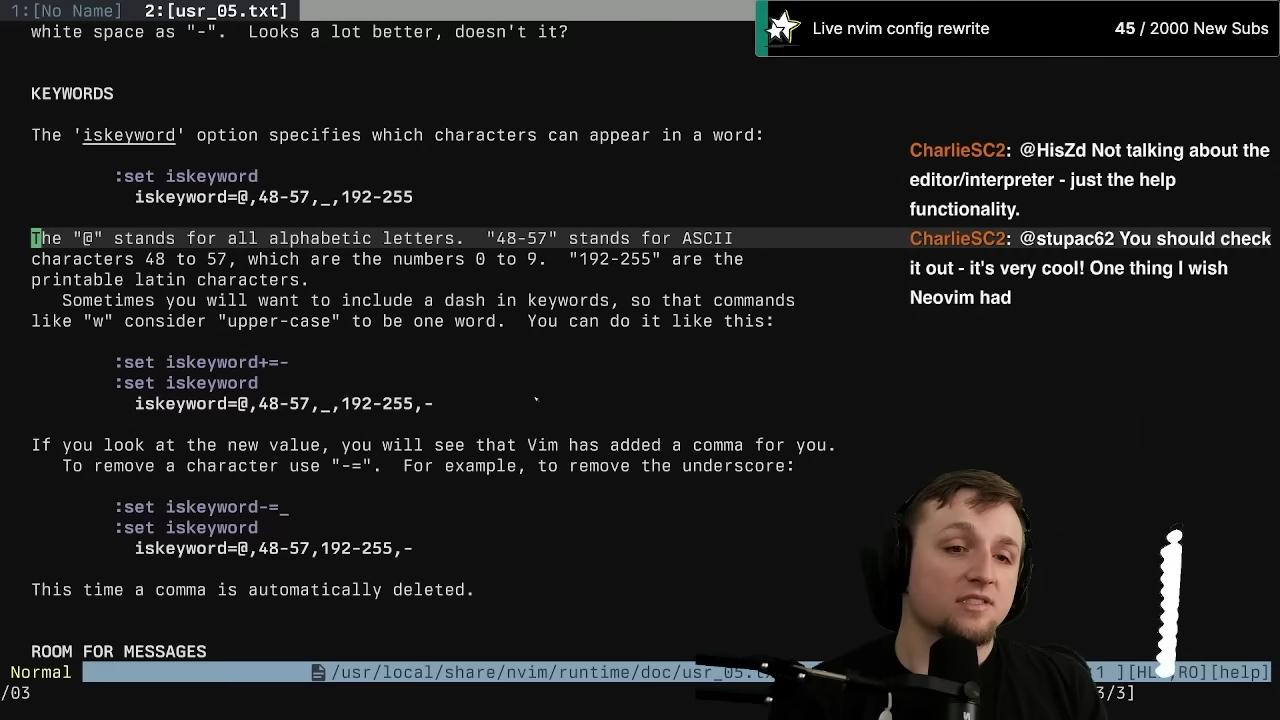 1:[No Name]  2:[usr_05.txt]
white space as "-".  Looks a lot better, doesn't it?
Live nvim config rewrite
45 / 2000 New Subs
KEYWORDS
The 'iskeyword' option specifies which characters can appear in a word:
:set iskeyword
iskeyword=@,48-57,_,192-255
The "@" stands for all alphabetic letters.  "48-57" stands for ASCII
characters 48 to 57, which are the numbers 0 to 9.  "192-255" are the
printable latin characters.
Sometimes you will want to include a dash in keywords, so that commands
like "w" consider "upper-case" to be one word.  You can do it like this:
:set iskeyword+=-
:set iskeyword
iskeyword=@,48-57,_,192-255,-
If you look at the new value, you will see that Vim has added a comma for you.
To remove a character use "-=".  For example, to remove the underscore:
:set iskeyword-=_
:set iskeyword
iskeyword=@,48-57,192-255,-
This time a comma is automatically deleted.
ROOM FOR MESSAGES
CharlieSC2: @HisZd Not talking about the
editor/interpreter - just the help
functionality.
CharlieSC2: @stupac62 You should check
it out - it's very cool! One thing I wish
Neovim had
Normal
/usr/local/share/nvim/runtime/doc/usr_05.t
1 ][HL,RO][help]
/03
3/3]